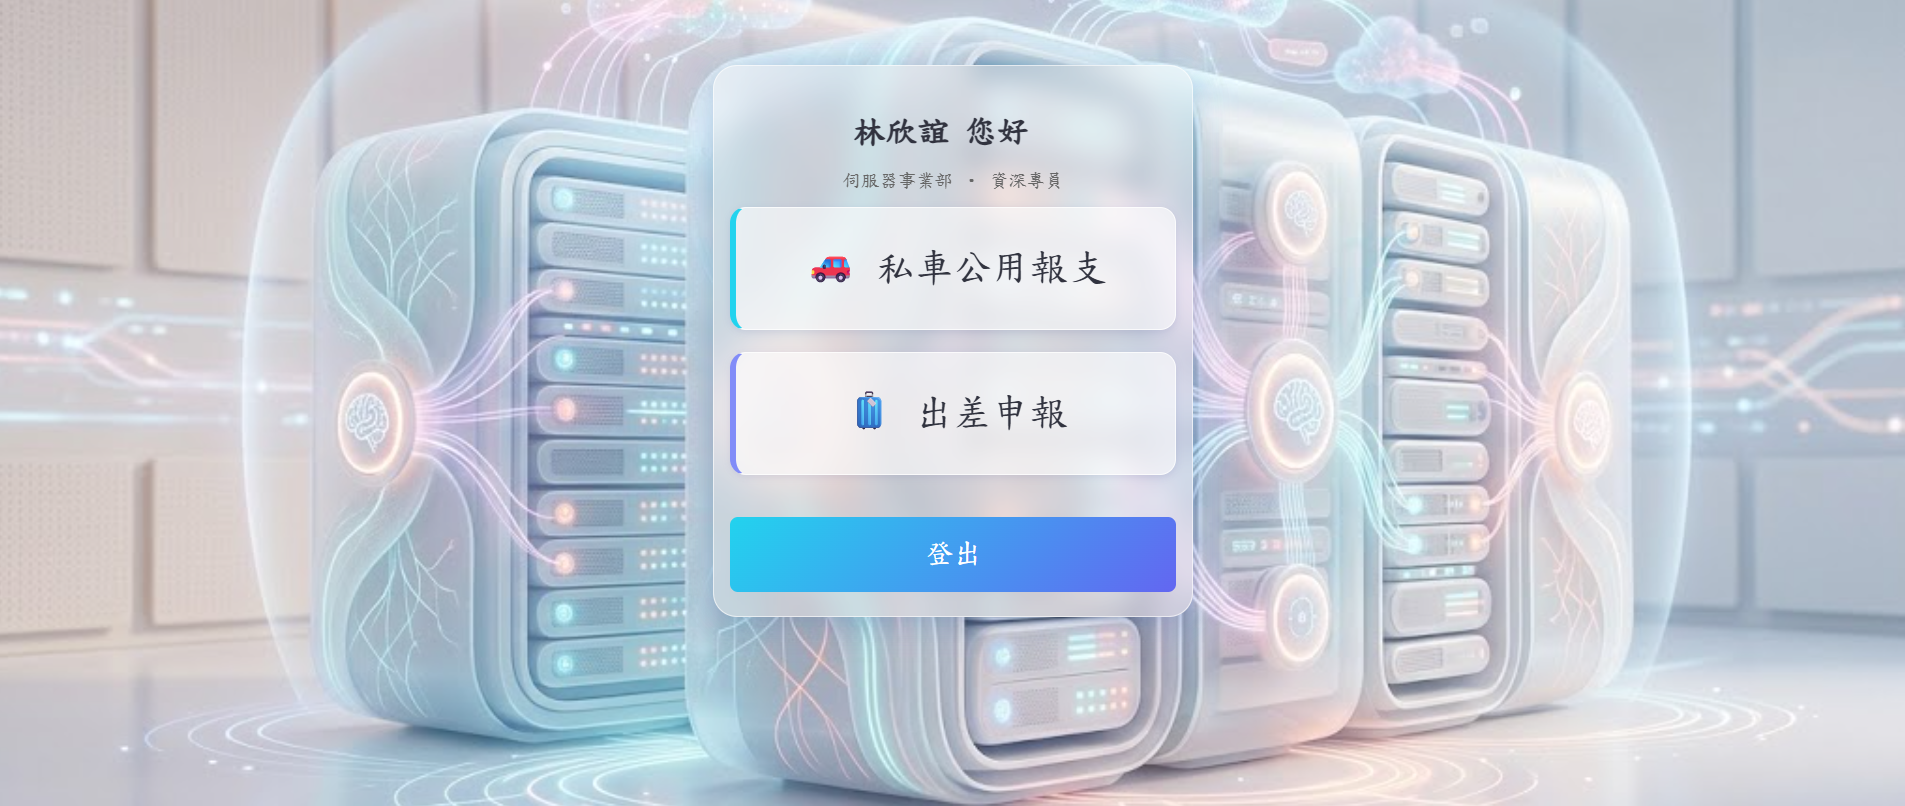 林欣誼 您好
伺服器事業部 • 資深專員
私車公用報支
出差申報
登出